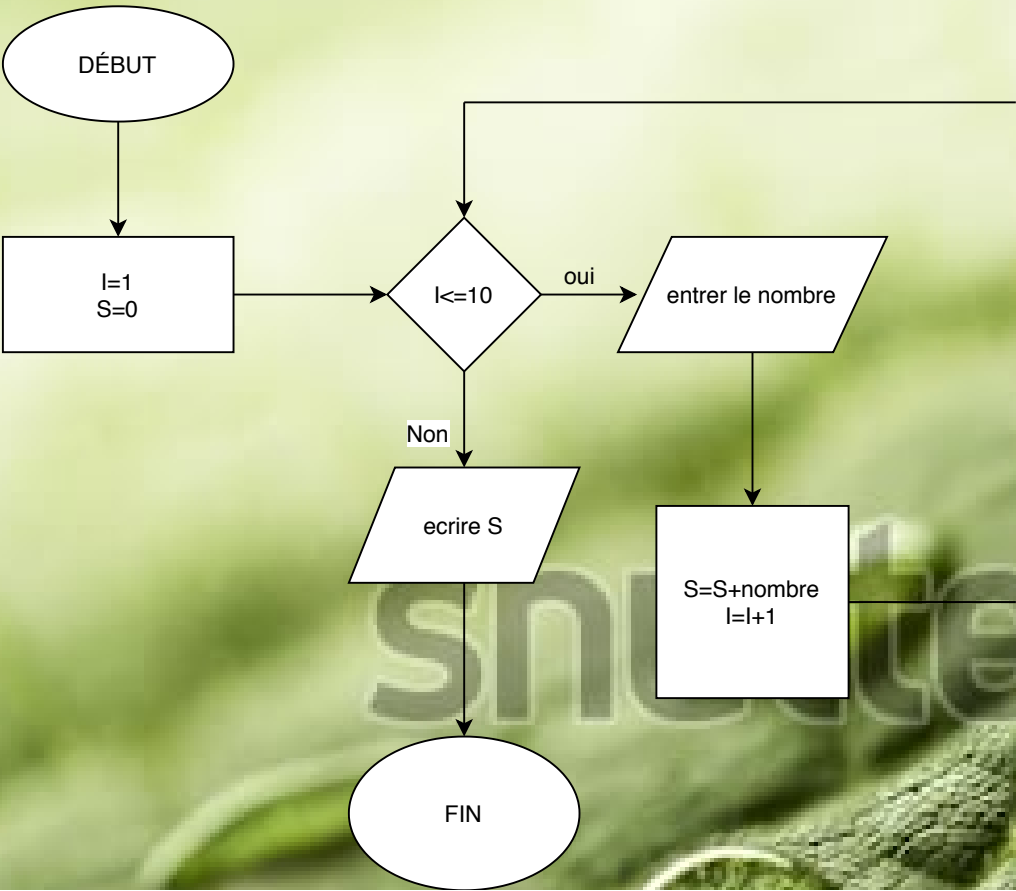 DÉBUT
I=1
S=0
I<=10
oui
entrer le nombre
Non
ecrire S
S=S+nombre
I=I+1
FIN